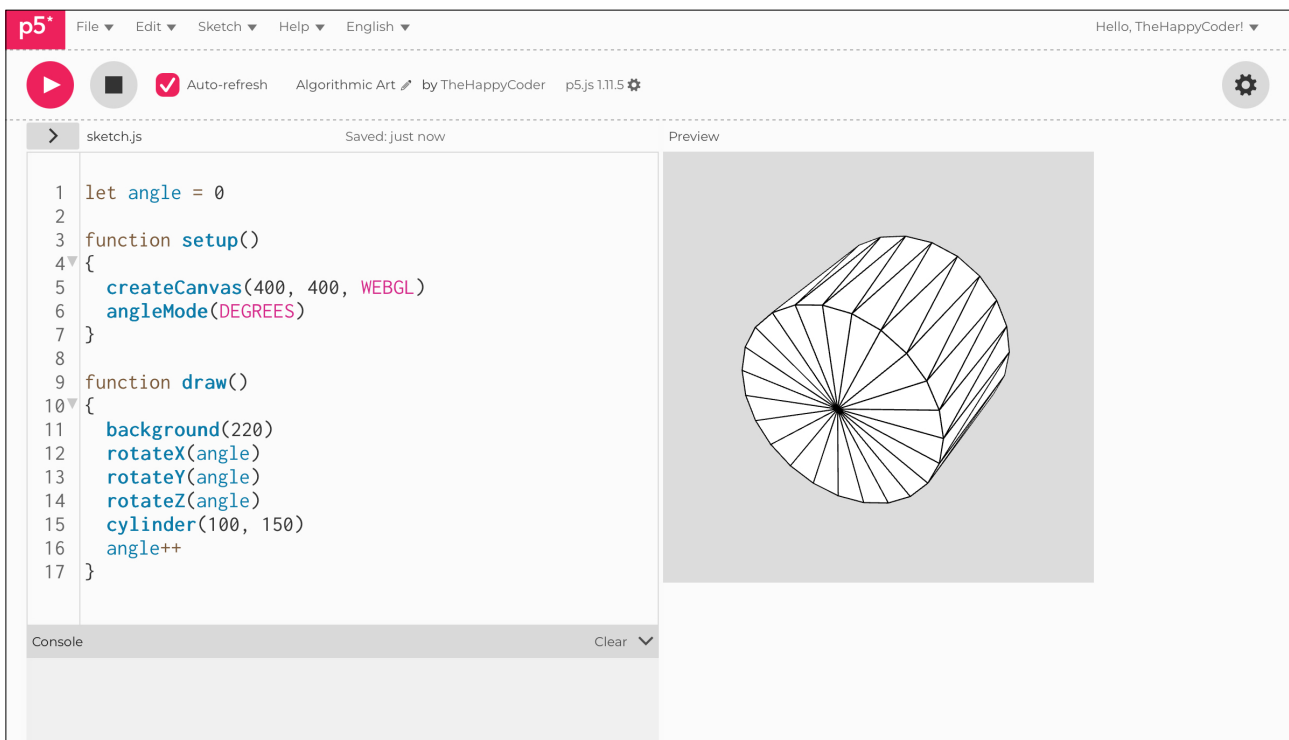 p5* File Edit Sketch Help English Hello, TheHappyCoder!
Auto-refresh Algorithmic Art by TheHappyCoder p5.js 1.11.5
> sketch.js Saved: just now Preview
1 let angle = 0
2
3 function setup()
4 {
5   createCanvas(400, 400, WEBGL)
6   angleMode(DEGREES)
7 }
8
9 function draw()
10 {
11   background(220)
12   rotateX(angle)
13   rotateY(angle)
14   rotateZ(angle)
15   cylinder(100, 150)
16   angle++
17 }
Console Clear